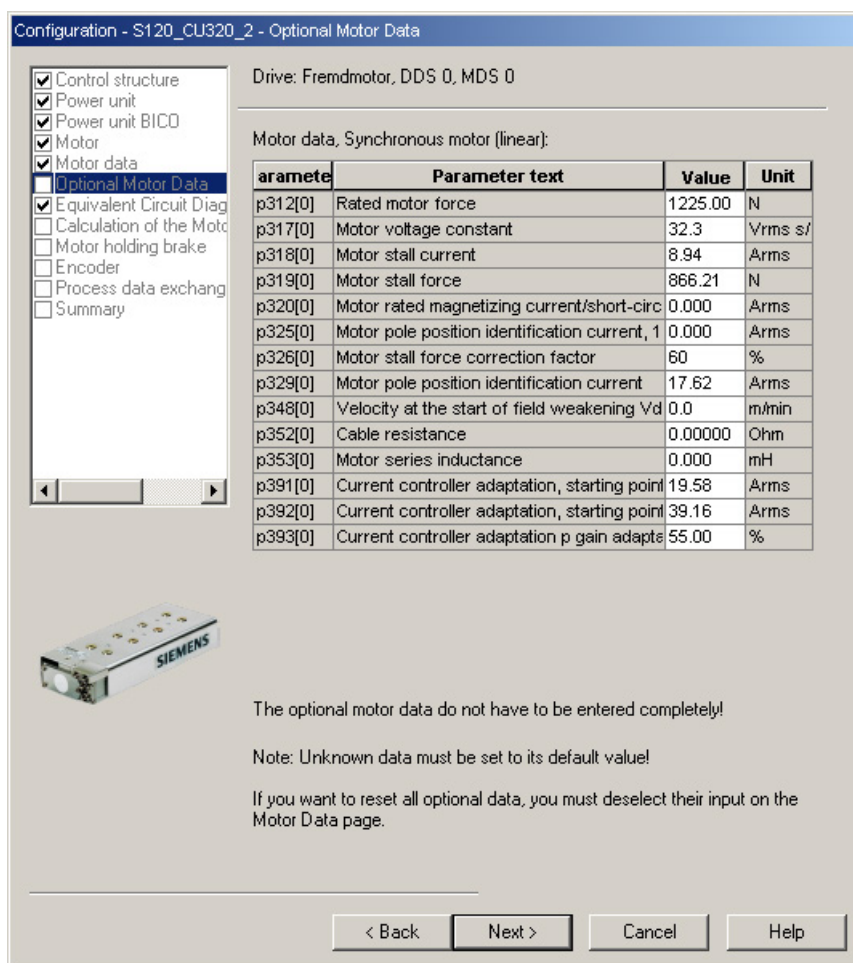 Configuration - S120_CU320_2 - Optional Motor Data
Control structure
Power unit
Power unit BICO
Motor
Motor data
Optional Motor Data
Equivalent Circuit Diag
Calculation of the Moto
Motor holding brake
Encoder
Process data exchang
Summary
Drive: Fremdmotor, DDS 0, MDS 0
Motor data, Synchronous motor (linear):
aramete Parameter text Value Unit
p312[0] Rated motor force 1225.00 N
p317[0] Motor voltage constant 32.3 Vrms s/
p318[0] Motor stall current 8.94 Arms
p319[0] Motor stall force 866.21 N
p320[0] Motor rated magnetizing current/short-circ 0.000 Arms
p325[0] Motor pole position identification current, 1 0.000 Arms
p326[0] Motor stall force correction factor 60 %
p329[0] Motor pole position identification current 17.62 Arms
p348[0] Velocity at the start of field weakening Vd 0.0 m/min
p352[0] Cable resistance 0.00000 Ohm
p353[0] Motor series inductance 0.000 mH
p391[0] Current controller adaptation, starting point 19.58 Arms
p392[0] Current controller adaptation, starting point 39.16 Arms
p393[0] Current controller adaptation p gain adapta 55.00 %
SIEMENS
The optional motor data do not have to be entered completely!
Note: Unknown data must be set to its default value!
If you want to reset all optional data, you must deselect their input on the
Motor Data page.
< Back Next > Cancel Help